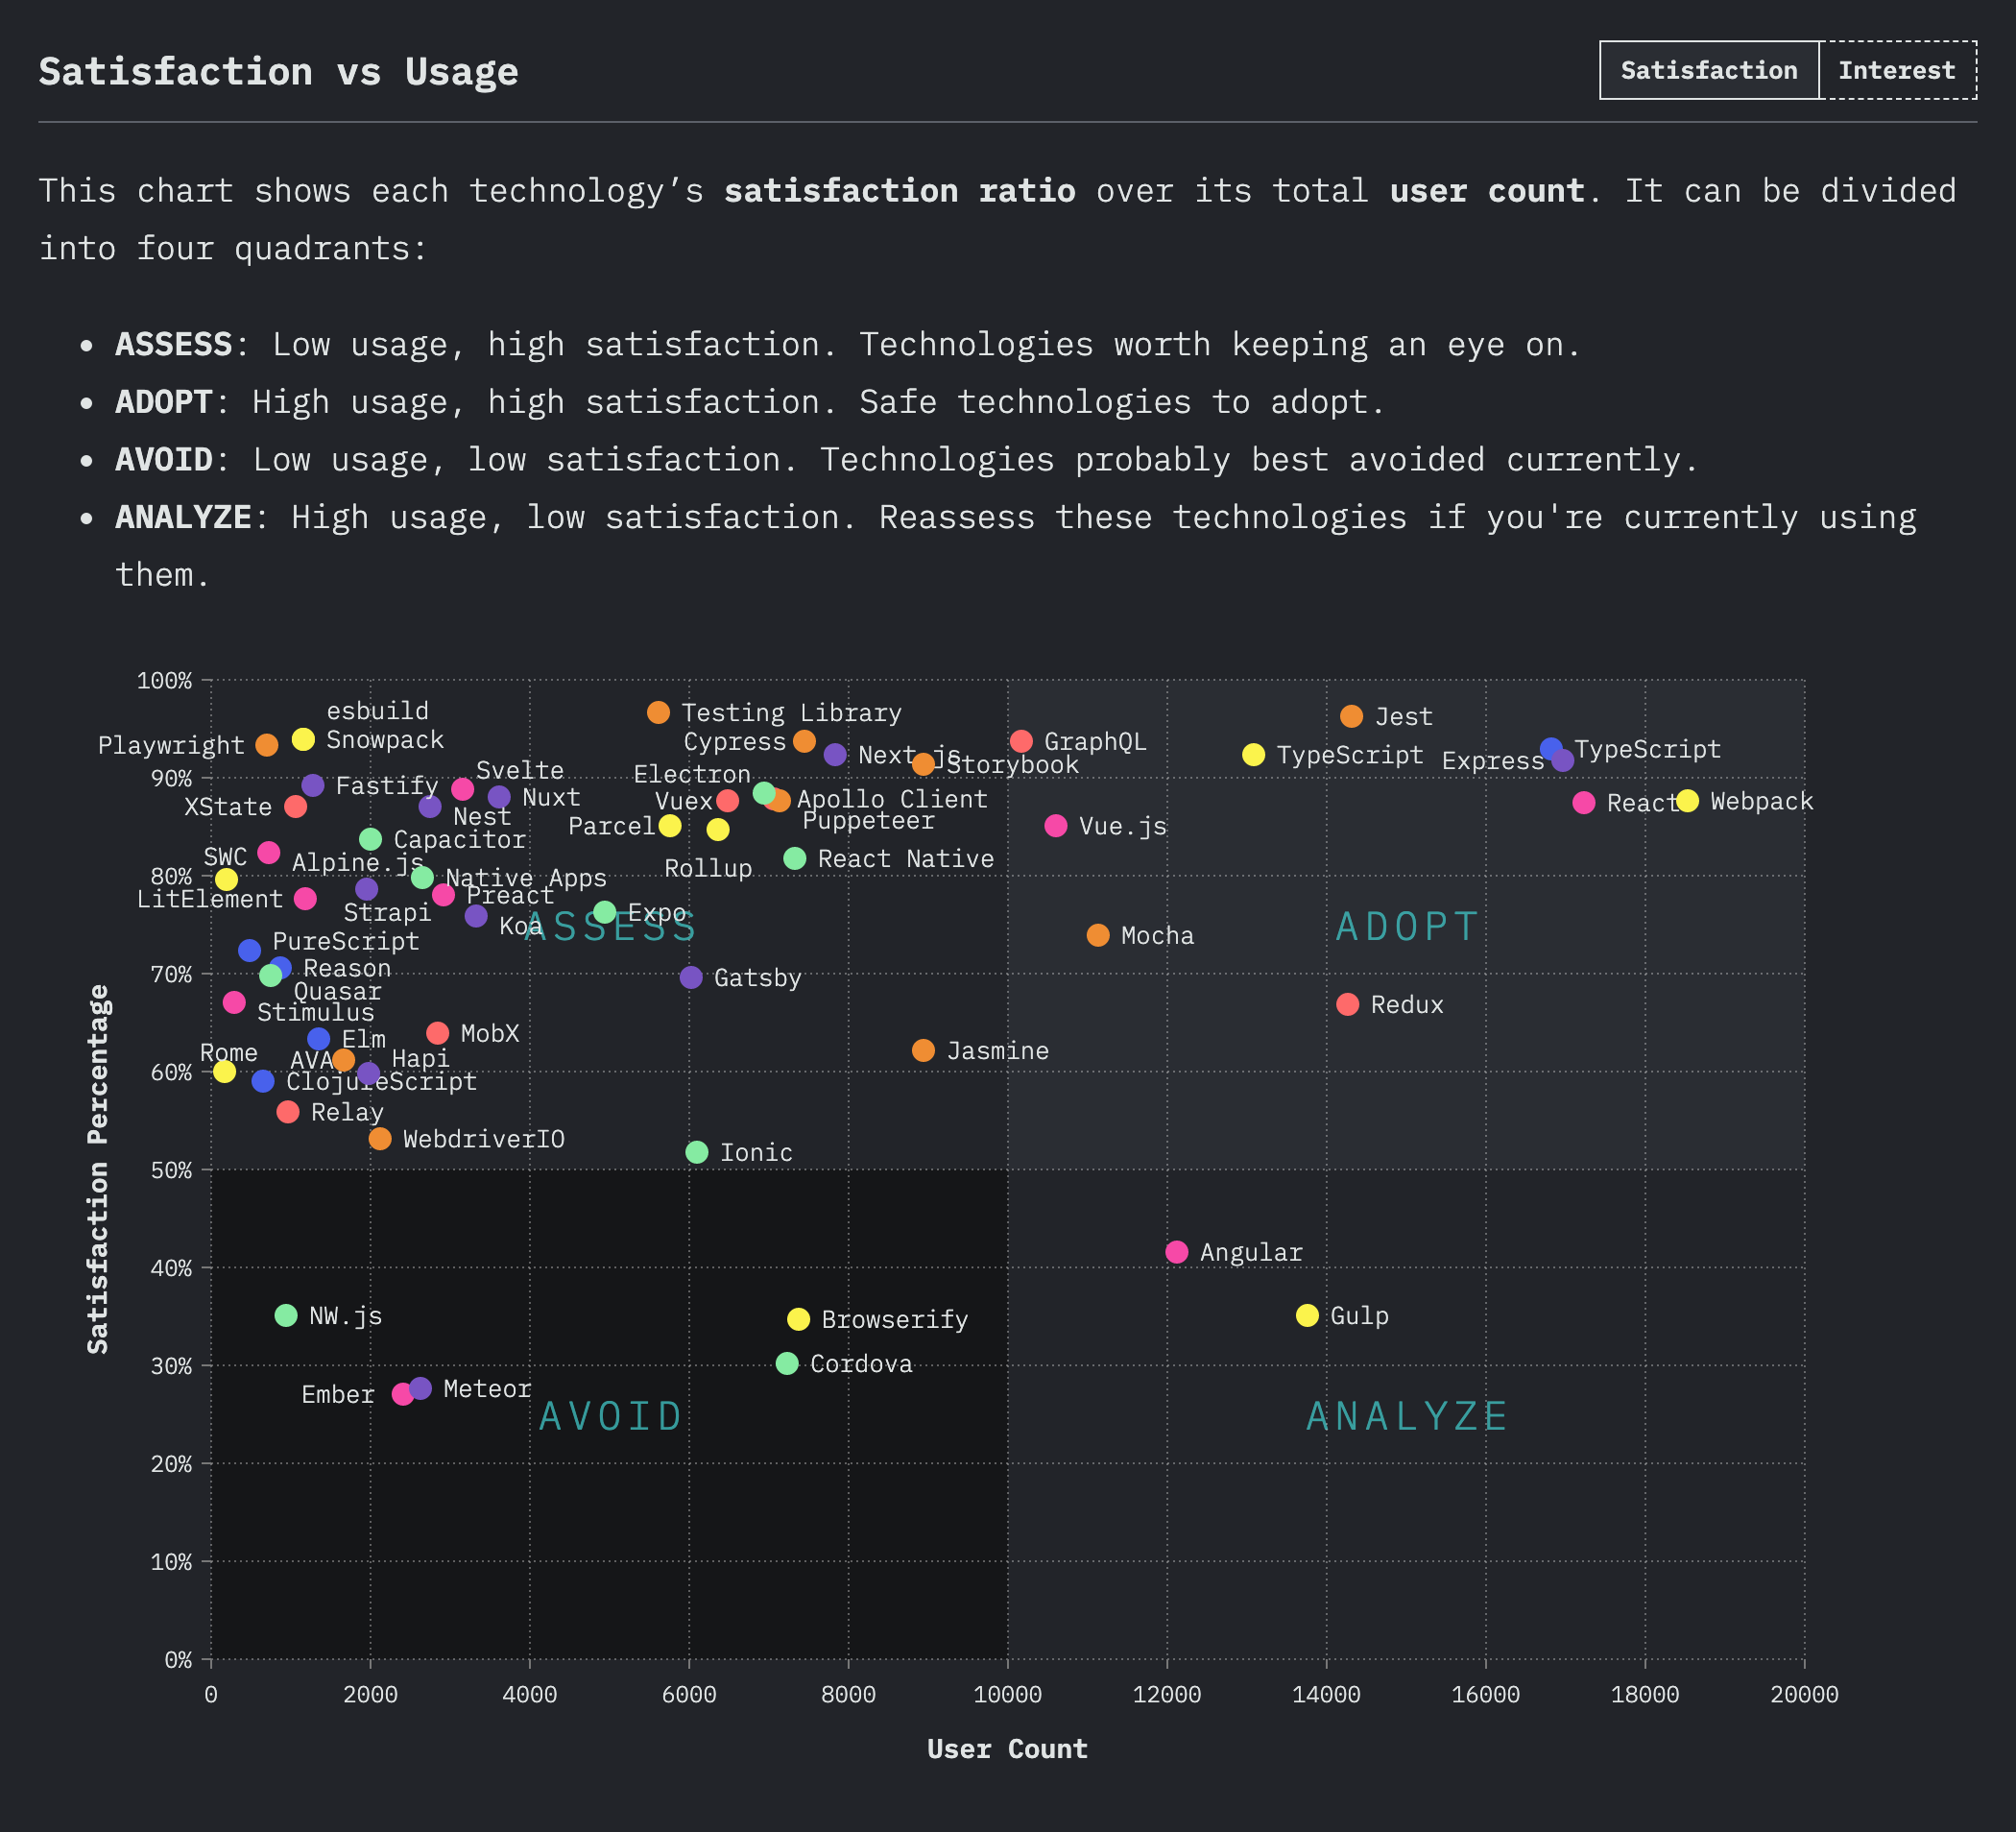 Satisfaction vs Usage
Satisfaction Interest
This chart shows each technology’s satisfaction ratio over its total user count. It can be divided
into four quadrants:
ASSESS: Low usage, high satisfaction. Technologies worth keeping an eye on.
ADOPT: High usage, high satisfaction. Safe technologies to adopt.
AVOID: Low usage, low satisfaction. Technologies probably best avoided currently.
ANALYZE: High usage, low satisfaction. Reassess these technologies if you're currently using
them.
100%
esbuild
Testing Library
Jest
Playwright
Snowpack
Cypress
Next.js
GraphQL
TypeScript
TypeScript
Express
Storybook
90%
Svelte
Electron
Fastify
Nuxt
Vuex
Apollo Client
React
Webpack
XState
Nest
Puppeteer
Parcel
Vue.js
Capacitor
SWC
Alpine.js
Rollup
React Native
80%
Native Apps
LitElement
Preact
Strapi
Koa
Expo
ASSESS
ADOPT
Mocha
PureScript
Reason
70%
Gatsby
Quasar
Stimulus
Redux
Elm
MobX
Rome
AVA
Hapi
Jasmine
60%
ClojureScript
Relay
WebdriverIO
Ionic
50%
Angular
40%
NW.js
Browserify
Gulp
30%
Cordova
Ember
Meteor
AVOID
ANALYZE
20%
10%
0%
Satisfaction Percentage
0 2000 4000 6000 8000 10000 12000 14000 16000 18000 20000
User Count